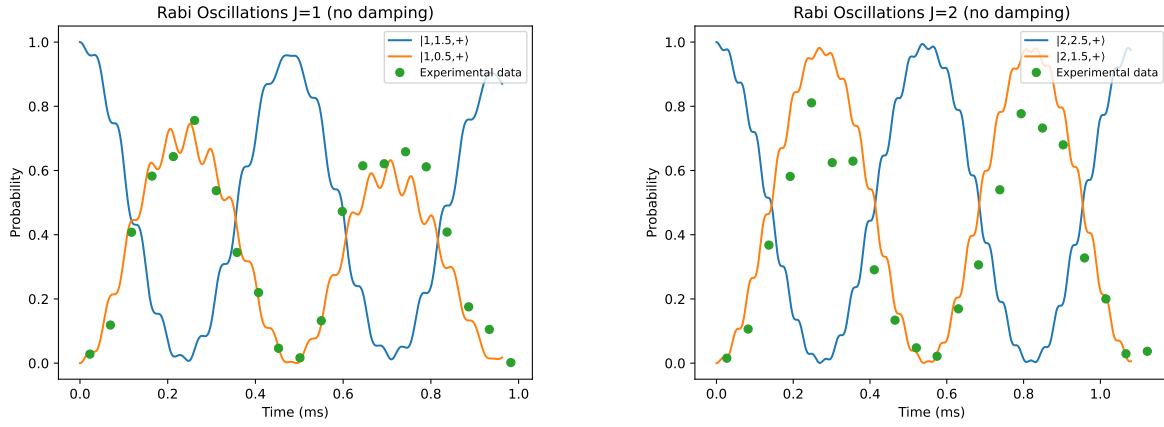 Rabi Oscillations J=1 (no damping)
|1,1.5,+⟩
|1,0.5,+⟩
Experimental data
1.0
0.8
0.6
0.4
0.2
0.0
Probability
0.0 0.2 0.4 0.6 0.8 1.0
Time (ms)
Rabi Oscillations J=2 (no damping)
|2,2.5,+⟩
|2,1.5,+⟩
Experimental data
1.0
0.8
0.6
0.4
0.2
0.0
Probability
0.0 0.2 0.4 0.6 0.8 1.0
Time (ms)